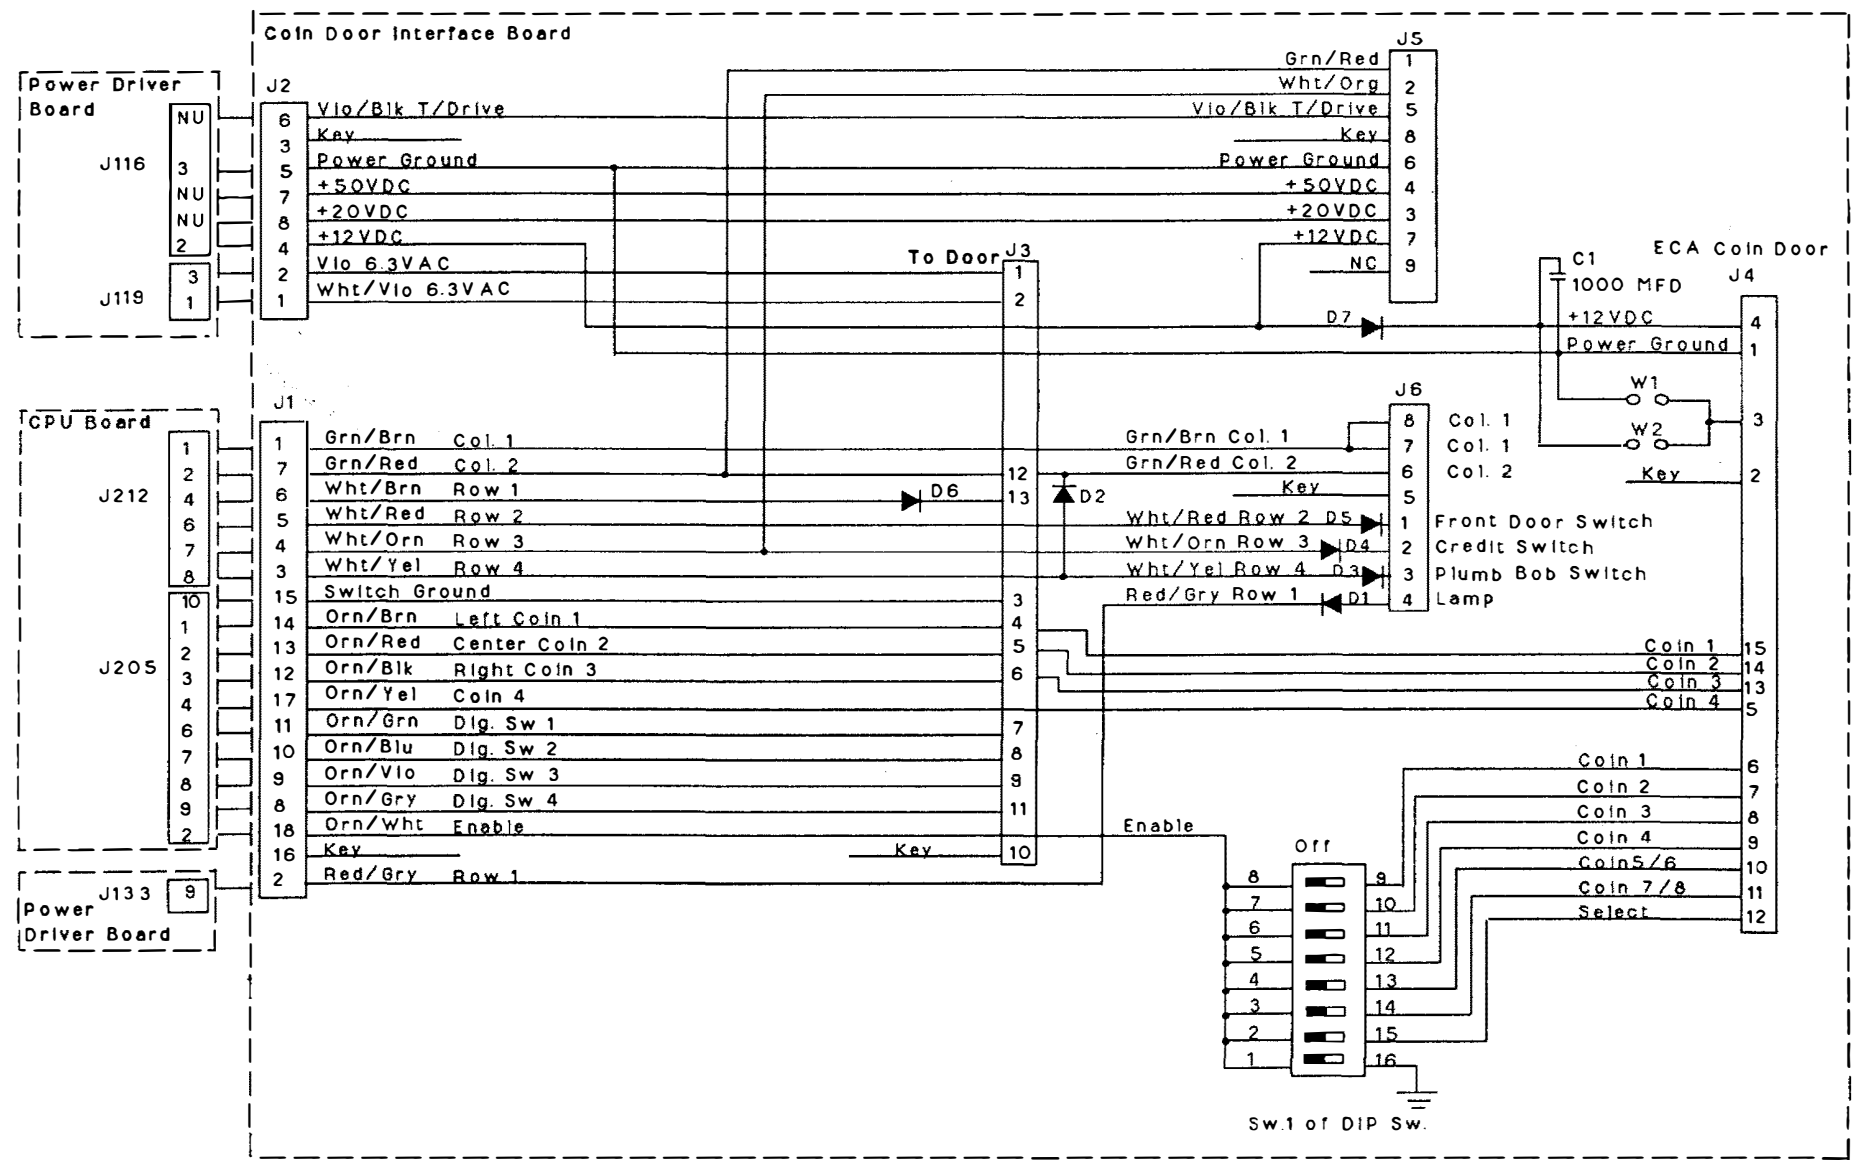 Coin Door Interface Board
Power Driver
Board
J116
NU
3
NU
NU
2
J119
3
1
J2
6 Vio/Blk T/Drive
3 Key
5 Power Ground
7 +50VDC
8 +20VDC
4 +12VDC
2 Vio 6.3VAC
1 Wht/Vio 6.3VAC
J5
Grn/Red 1
Wht/Org 2
Vio/Blk T/Drive 5
Key 8
Power Ground 6
+50VDC 4
+20VDC 3
+12VDC 7
NC 9
To Door J3
1
2
12
13
3
4
5
6
7
8
9
11
Key 10
ECA Coin Door
J4
C1
1000 MFD
D7
+12VDC 4
Power Ground 1
W1
3
W2
Key 2
CPU Board
J212
1
2
4
6
7
8
J205
10
1
2
3
4
6
7
8
9
2
J133 9
Power
Driver Board
J1
1 Grn/Brn Col. 1
7 Grn/Red Col. 2
6 Wht/Brn Row 1
5 Wht/Red Row 2
4 Wht/Orn Row 3
3 Wht/Yel Row 4
15 Switch Ground
14 Orn/Brn Left Coin 1
13 Orn/Red Center Coin 2
12 Orn/Blk Right Coin 3
17 Orn/Yel Coin 4
11 Orn/Grn Dig. Sw 1
10 Orn/Blu Dig. Sw 2
9 Orn/Vio Dig. Sw 3
8 Orn/Gry Dig. Sw 4
18 Orn/Wht Enable
16 Key
2 Red/Gry Row 1
D6
D2
J6
8 Col. 1
Grn/Brn Col. 1 7 Col. 1
Grn/Red Col. 2 6 Col. 2
Key 5
Wht/Red Row 2 D5 1 Front Door Switch
Wht/Orn Row 3 D4 2 Credit Switch
Wht/Yel Row 4 D3 3 Plumb Bob Switch
Red/Gry Row 1 D1 4 Lamp
Coin 1 15
Coin 2 14
Coin 3 13
Coin 4 5
Coin 1 6
Coin 2 7
Coin 3 8
Coin 4 9
Coin5/6 10
Coin 7/8 11
Select 12
Enable
Off
8 9
7 10
6 11
5 12
4 13
3 14
2 15
1 16
Sw.1 of DIP Sw.